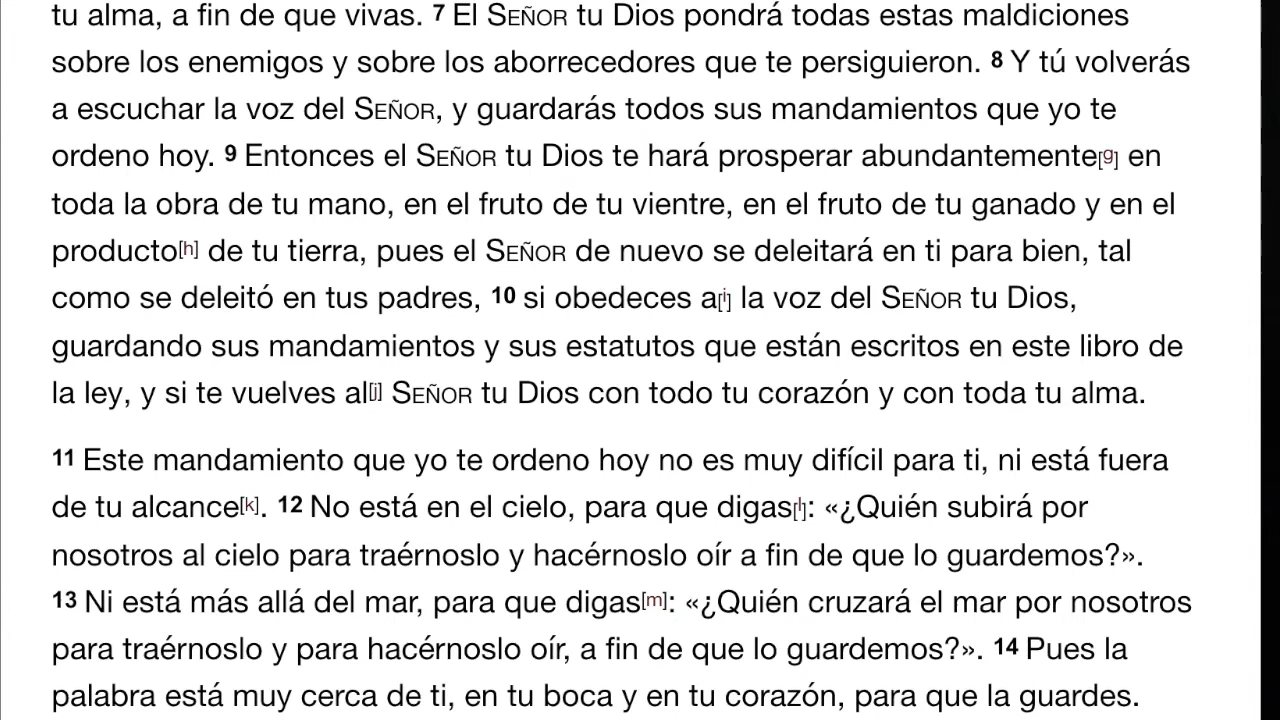 tu alma, a fin de que vivas. 7 El SEÑOR tu Dios pondrá todas estas maldiciones
sobre los enemigos y sobre los aborrecedores que te persiguieron. 8 Y tú volverás
a escuchar la voz del SEÑOR, y guardarás todos sus mandamientos que yo te
ordeno hoy. 9 Entonces el SEÑOR tu Dios te hará prosperar abundantemente[g] en
toda la obra de tu mano, en el fruto de tu vientre, en el fruto de tu ganado y en el
producto[h] de tu tierra, pues el SEÑOR de nuevo se deleitará en ti para bien, tal
como se deleitó en tus padres, 10 si obedeces a[i] la voz del SEÑOR tu Dios,
guardando sus mandamientos y sus estatutos que están escritos en este libro de
la ley, y si te vuelves al[j] SEÑOR tu Dios con todo tu corazón y con toda tu alma.
11 Este mandamiento que yo te ordeno hoy no es muy difícil para ti, ni está fuera
de tu alcance[k]. 12 No está en el cielo, para que digas[l]: «¿Quién subirá por
nosotros al cielo para traérnoslo y hacérnoslo oír a fin de que lo guardemos?».
13 Ni está más allá del mar, para que digas[m]: «¿Quién cruzará el mar por nosotros
para traérnoslo y para hacérnoslo oír, a fin de que lo guardemos?». 14 Pues la
palabra está muy cerca de ti, en tu boca y en tu corazón, para que la guardes.